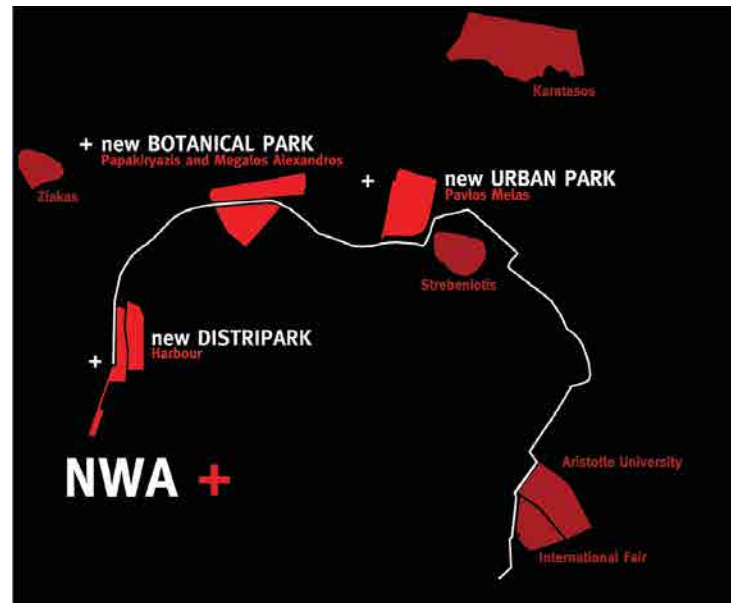 Karatasos
+ new BOTANICAL PARK
Papakiryazis and Megalos Alexandros
Ziakas
+ new URBAN PARK
Pavlos Melas
Strebeniotis
new DISTRIPARK
Harbour
+
NWA +
Aristotle University
International Fair